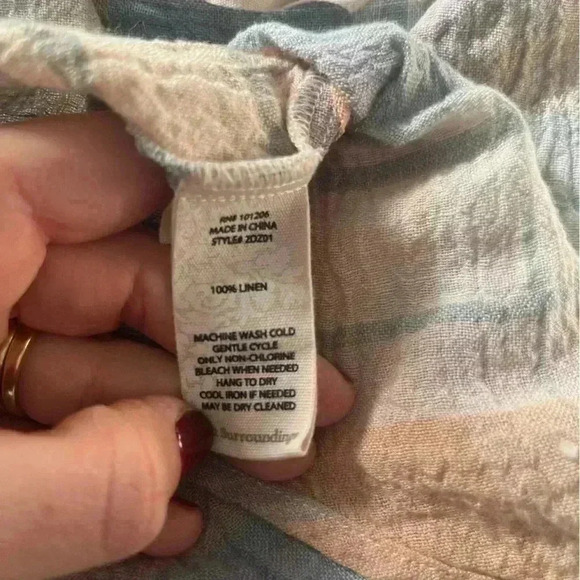 RN# 101206
MADE IN CHINA
STYLE# ZDZ01
100% LINEN
MACHINE WASH COLD
GENTLE CYCLE
ONLY NON-CHLORINE
BLEACH WHEN NEEDED
HANG TO DRY
COOL IRON IF NEEDED
MAY BE DRY CLEANED
Surrounding